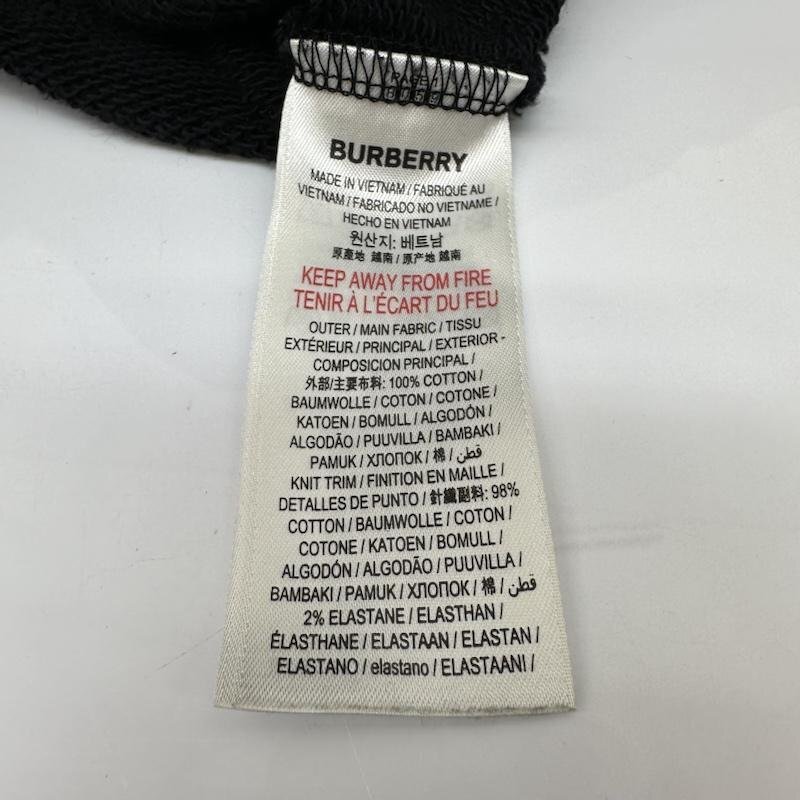 PAGE 1
BURBERRY
MADE IN VIETNAM / FABRIQUÉ AU
VIETNAM / FABRICADO NO VIETNAME /
HECHO EN VIETNAM
원산지: 베트남
原產地 越南 / 原产地 越南
KEEP AWAY FROM FIRE
TENIR À L'ÉCART DU FEU
OUTER / MAIN FABRIC / TISSU
EXTÉRIEUR / PRINCIPAL / EXTERIOR -
COMPOSICION PRINCIPAL /
外部/主要布料: 100% COTTON /
BAUMWOLLE / COTON / COTONE /
KATOEN / BOMULL / ALGODÓN /
ALGODÃO / PUUVILLA / BAMBAKI /
PAMUK / ХЛОПОК / 棉 / قطن /
KNIT TRIM / FINITION EN MAILLE /
DETALLES DE PUNTO / 針織副料: 98%
COTTON / BAUMWOLLE / COTON /
COTONE / KATOEN / BOMULL /
ALGODÓN / ALGODÃO / PUUVILLA /
BAMBAKI / PAMUK / ХЛОПОК / 棉 / قطن /
2% ELASTANE / ELASTHAN /
ÉLASTHANE / ELASTAAN / ELASTAN /
ELASTANO / elastano / ELASTAANI /